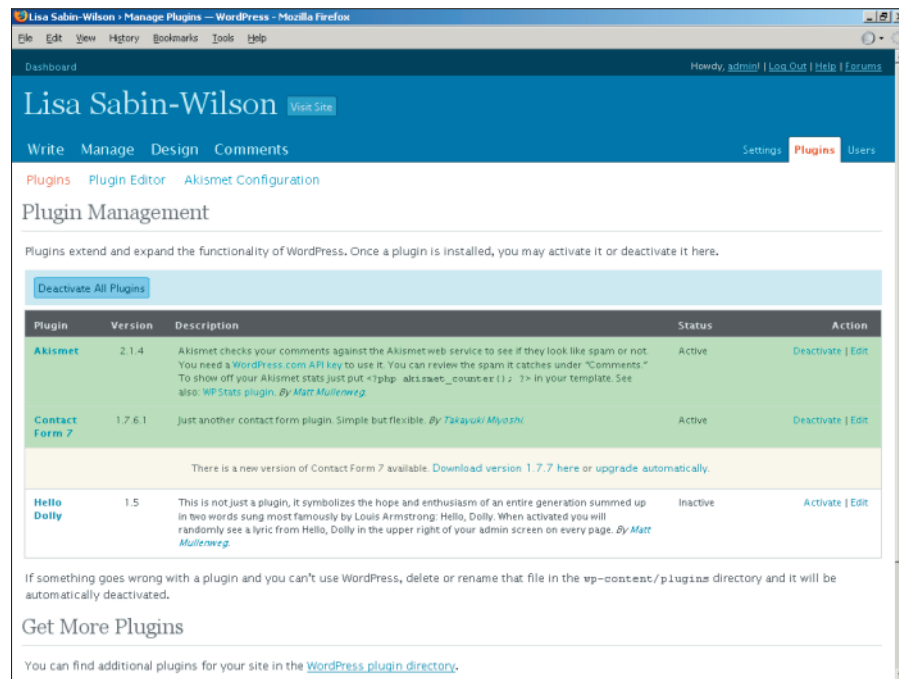 Lisa Sabin-Wilson › Manage Plugins — WordPress - Mozilla Firefox
File Edit View History Bookmarks Tools Help
Dashboard Howdy, admin! | Log Out | Help | Forums
Lisa Sabin-Wilson Visit Site
Write Manage Design Comments Settings Plugins Users
Plugins Plugin Editor Akismet Configuration
Plugin Management
Plugins extend and expand the functionality of WordPress. Once a plugin is installed, you may activate it or deactivate it here.
Deactivate All Plugins
Plugin Version Description Status Action
Akismet 2.1.4 Akismet checks your comments against the Akismet web service to see if they look like spam or not. Active Deactivate | Edit
You need a WordPress.com API key to use it. You can review the spam it catches under "Comments."
To show off your Akismet stats just put <?php akismet_counter(); ?> in your template. See
also: WP Stats plugin. By Matt Mullenweg.
Contact 1.7.6.1 Just another contact form plugin. Simple but flexible. By Takayuki Miyoshi. Active Deactivate | Edit
Form 7
There is a new version of Contact Form 7 available. Download version 1.7.7 here or upgrade automatically.
Hello 1.5 This is not just a plugin, it symbolizes the hope and enthusiasm of an entire generation summed up Inactive Activate | Edit
Dolly in two words sung most famously by Louis Armstrong: Hello, Dolly. When activated you will
randomly see a lyric from Hello, Dolly in the upper right of your admin screen on every page. By Matt
Mullenweg.
If something goes wrong with a plugin and you can't use WordPress, delete or rename that file in the wp-content/plugins directory and it will be
automatically deactivated.
Get More Plugins
You can find additional plugins for your site in the WordPress plugin directory.